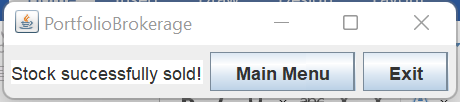 PortfolioBrokerage
Stock successfully sold! Main Menu Exit